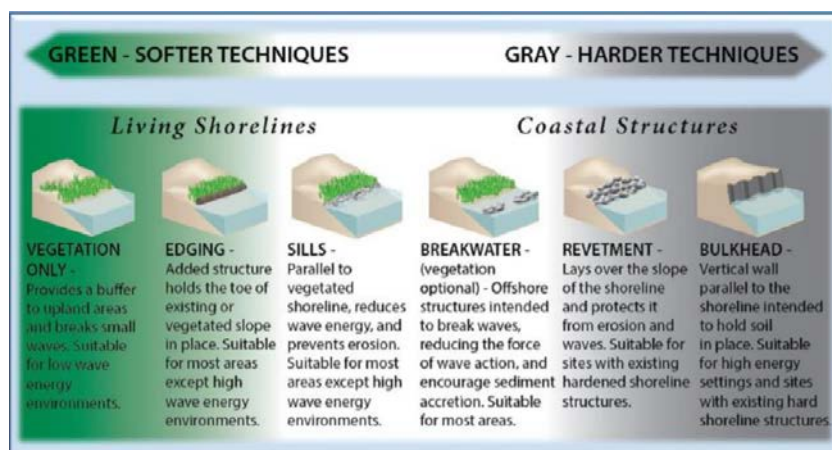 GREEN - SOFTER TECHNIQUES
GRAY - HARDER TECHNIQUES
Living Shorelines
Coastal Structures
VEGETATION
ONLY -
Provides a buffer
to upland areas
and breaks small
waves. Suitable
for low wave
energy
environments.
EDGING -
Added structure
holds the toe of
existing or
vegetated slope
in place. Suitable
for most areas
except high
wave energy
environments.
SILLS -
Parallel to
vegetated
shoreline, reduces
wave energy, and
prevents erosion.
Suitable for most
areas except high
wave energy
environments.
BREAKWATER -
(vegetation
optional) - Offshore
structures intended
to break waves,
reducing the force
of wave action, and
encourage sediment
accretion. Suitable
for most areas.
REVETMENT -
Lays over the slope
of the shoreline
and protects it
from erosion and
waves. Suitable for
sites with existing
hardened shoreline
structures.
BULKHEAD -
Vertical wall
parallel to the
shoreline intended
to hold soil
in place. Suitable
for high energy
settings and sites
with existing hard
shoreline structures.